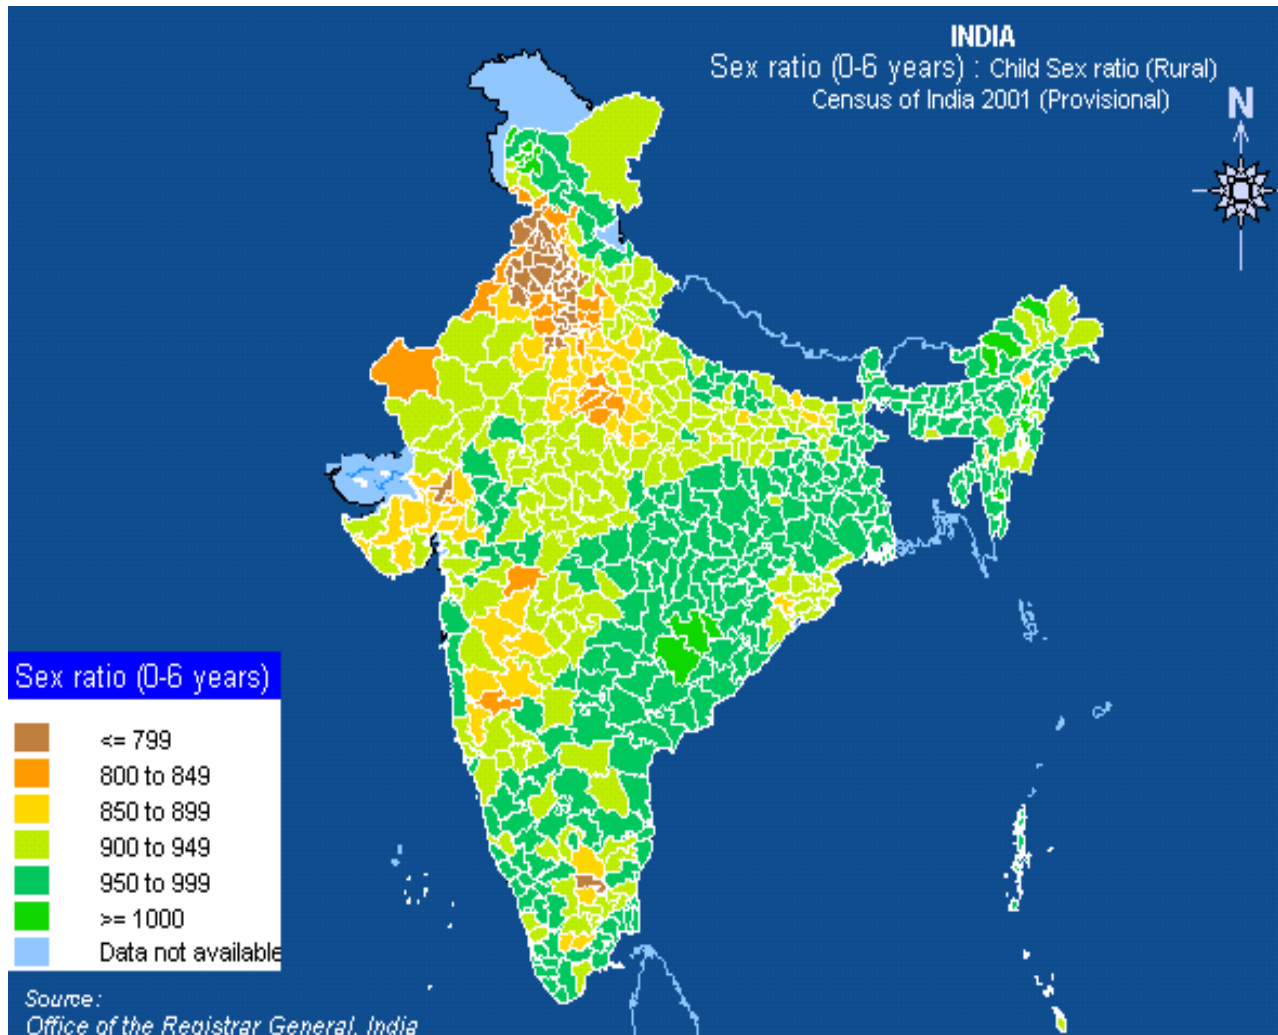 INDIA
Sex ratio (0-6 years) : Child Sex ratio (Rural)
Census of India 2001 (Provisional)
N
Sex ratio (0-6 years)
<= 799
800 to 849
850 to 899
900 to 949
950 to 999
>= 1000
Data not available
Source:
Office of the Registrar General, India